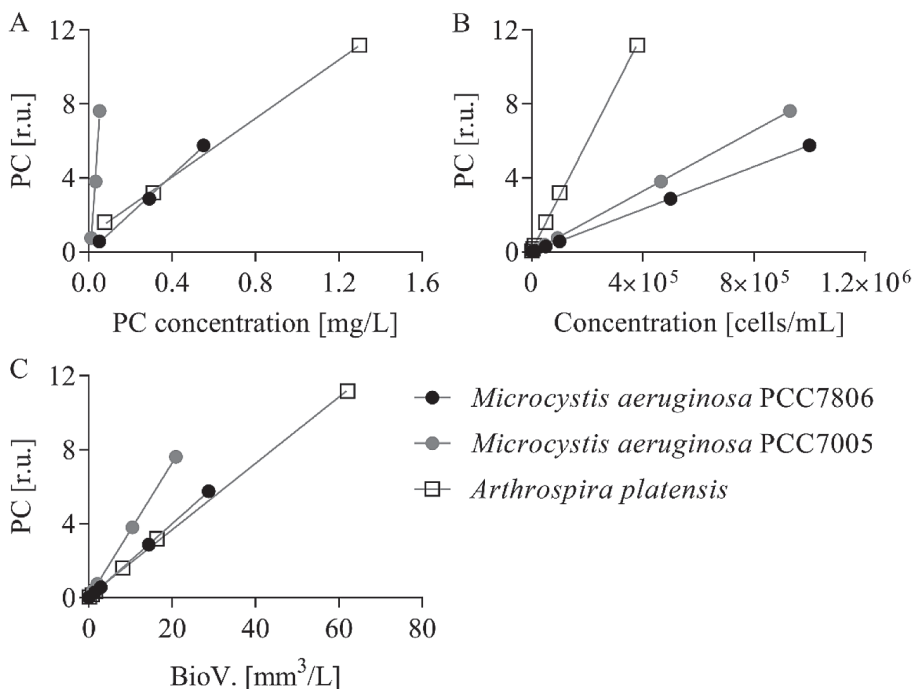 A
PC [r.u.]
12
8
4
0
0.0 0.4 0.8 1.2 1.6
PC concentration [mg/L]
B
PC [r.u.]
12
8
4
0
0 4×10⁵ 8×10⁵ 1.2×10⁶
Concentration [cells/mL]
C
PC [r.u.]
12
8
4
0
0 20 40 60 80
BioV. [mm³/L]
Microcystis aeruginosa PCC7806
Microcystis aeruginosa PCC7005
Arthrospira platensis